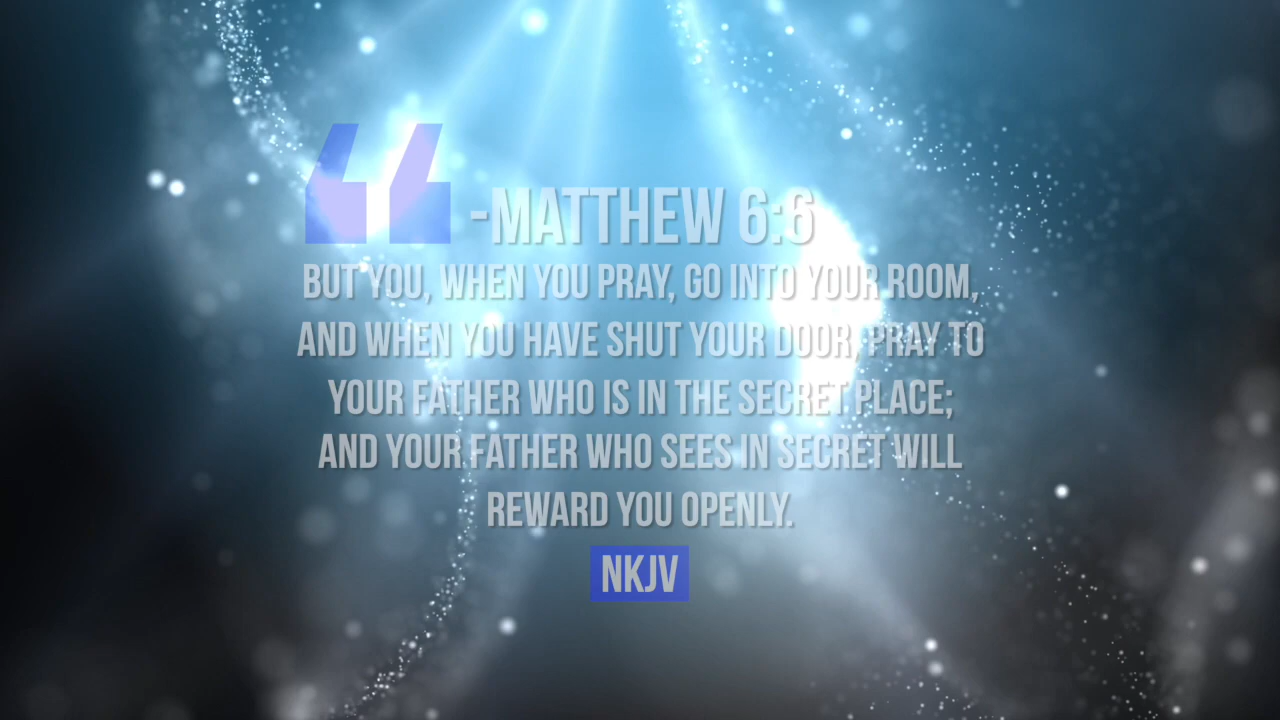 -MATTHEW 6:6
BUT YOU, WHEN YOU PRAY, GO INTO YOUR ROOM,
AND WHEN YOU HAVE SHUT YOUR DOOR, PRAY TO
YOUR FATHER WHO IS IN THE SECRET PLACE;
AND YOUR FATHER WHO SEES IN SECRET WILL
REWARD YOU OPENLY.
NKJV